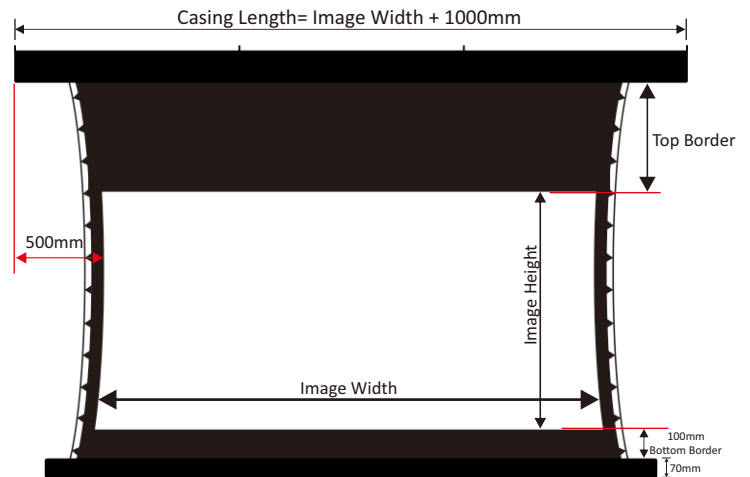 Casing Length= Image Width + 1000mm
Top Border
500mm
Image Height
Image Width
100mm
Bottom Border
70mm